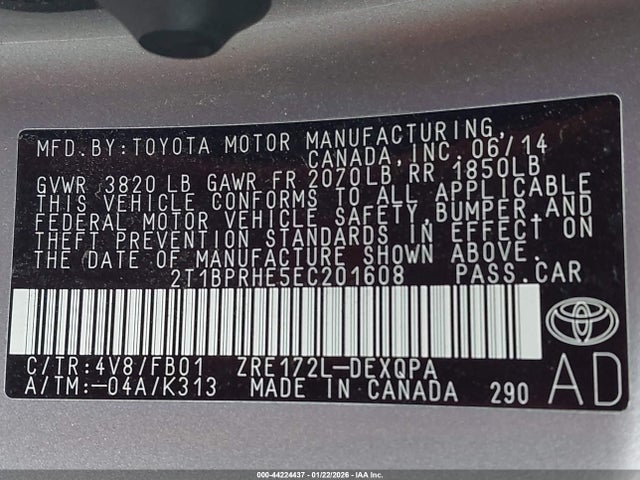 MFD.BY:TOYOTA MOTOR MANUFACTURING,
CANADA,INC. 06/14
GVWR 3820 LB GAWR FR 2070LB, RR 1850LB
THIS VEHICLE CONFORMS TO ALL APPLICABLE
FEDERAL MOTOR VEHICLE SAFETY,BUMPER,AND
THEFT PREVENTION STANDARDS IN EFFECT ON
THE DATE OF MANUFACTURE SHOWN ABOVE.
2T1BPRHE5EC201608 PASS.CAR
C/TR:4V8/FB01 ZRE172L-DEXQPA
A/TM:-04A/K313 MADE IN CANADA 290
AD
000-44224437 - 01/22/2026 - IAA Inc.